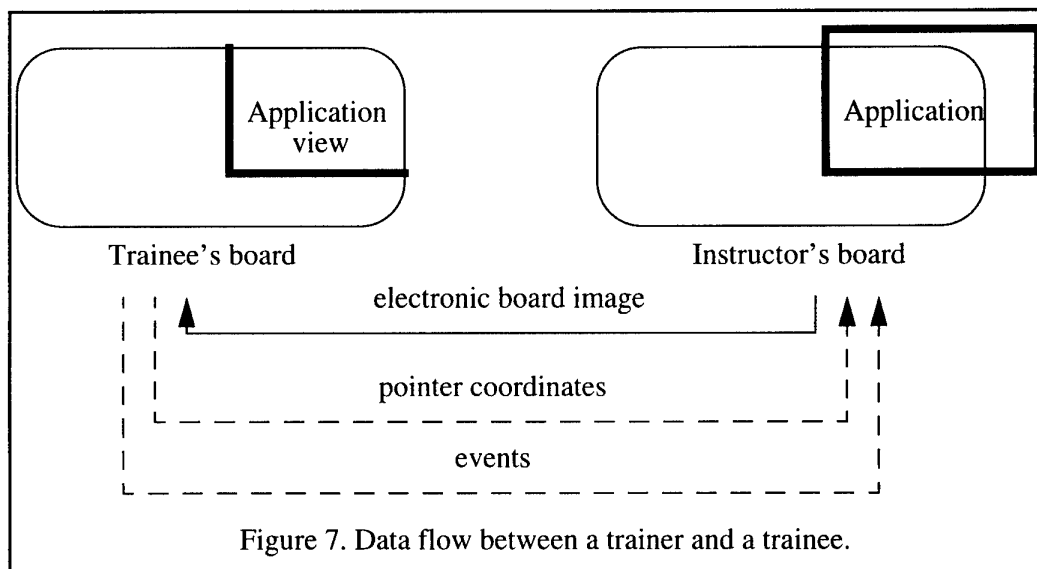 Application
view
Application
Trainee's board
Instructor's board
electronic board image
pointer coordinates
events
Figure 7. Data flow between a trainer and a trainee.